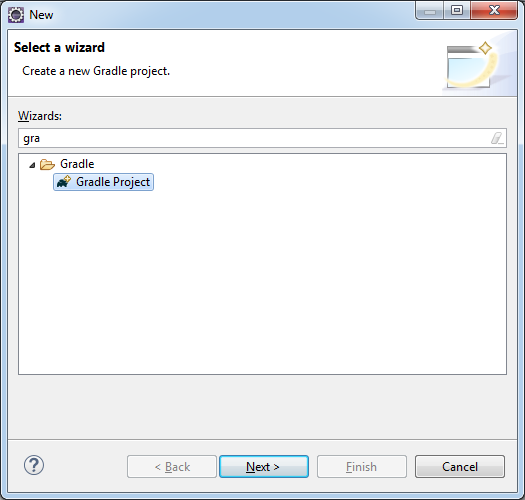 New
Select a wizard
Create a new Gradle project.
Wizards:
gra
Gradle
Gradle Project
?
< Back
Next >
Finish
Cancel